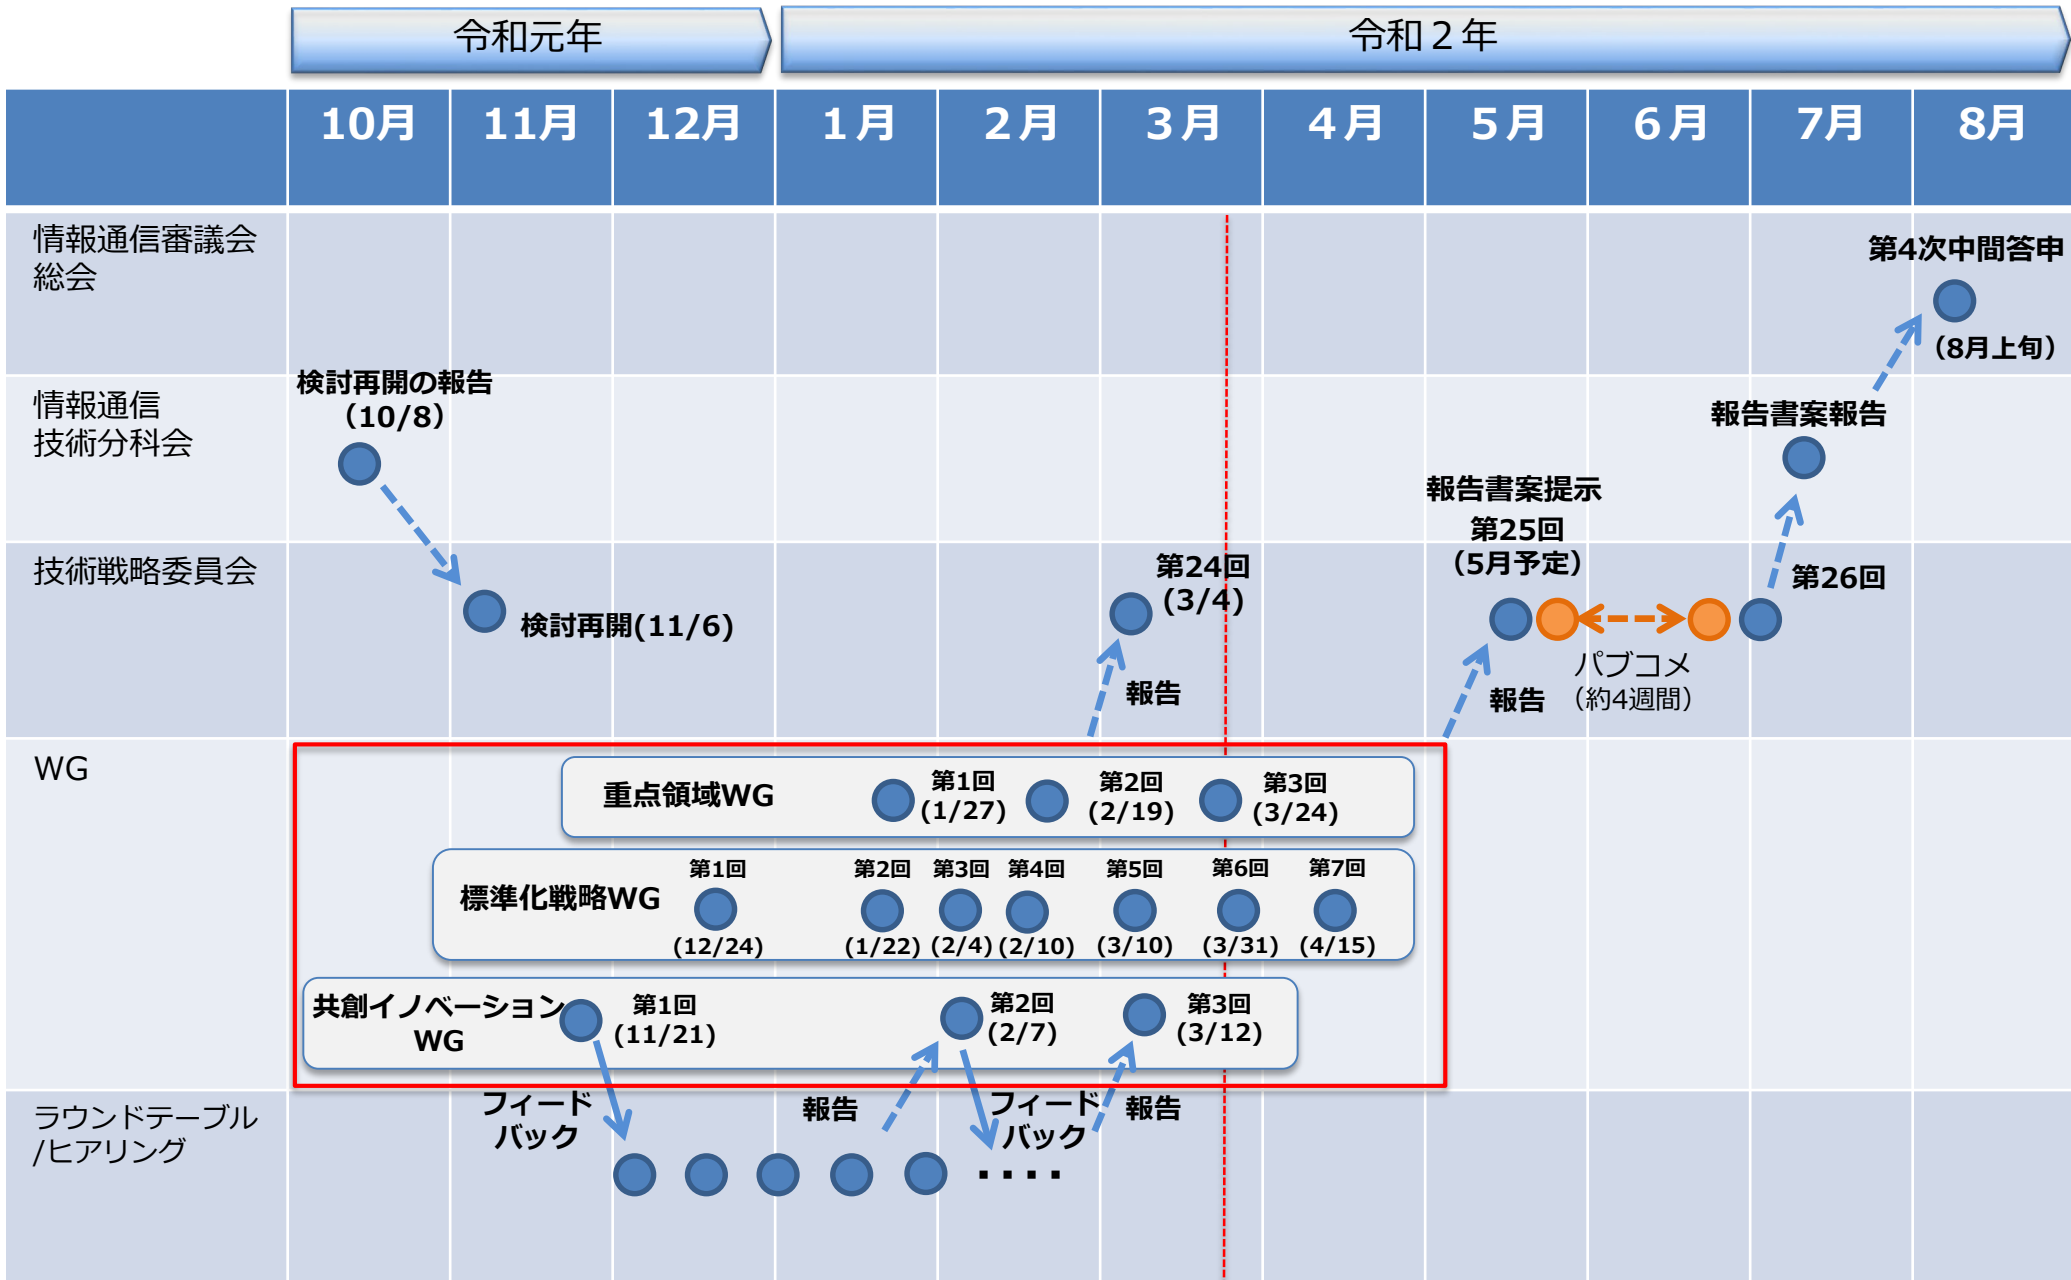 令和元年
令和２年
10月
11月
12月
１月
２月
３月
４月
５月
６月
7月
8月
情報通信審議会
総会
第4次中間答申
（8月上旬）
情報通信
技術分科会
検討再開の報告
（10/8）
報告書案報告
技術戦略委員会
検討再開(11/6)
第24回
(3/4)
報告
報告書案提示
第25回
（5月予定）
報告
パブコメ
（約4週間）
第26回
WG
重点領域WG
第1回
(1/27)
第2回
(2/19)
第3回
(3/24)
標準化戦略WG
第1回
(12/24)
第2回
(1/22)
第3回
(2/4)
第4回
(2/10)
第5回
(3/10)
第6回
(3/31)
第7回
(4/15)
共創イノベーション
WG
第1回
(11/21)
第2回
(2/7)
第3回
(3/12)
ラウンドテーブル
/ヒアリング
フィード
バック
報告
フィード
バック
報告
・・・・